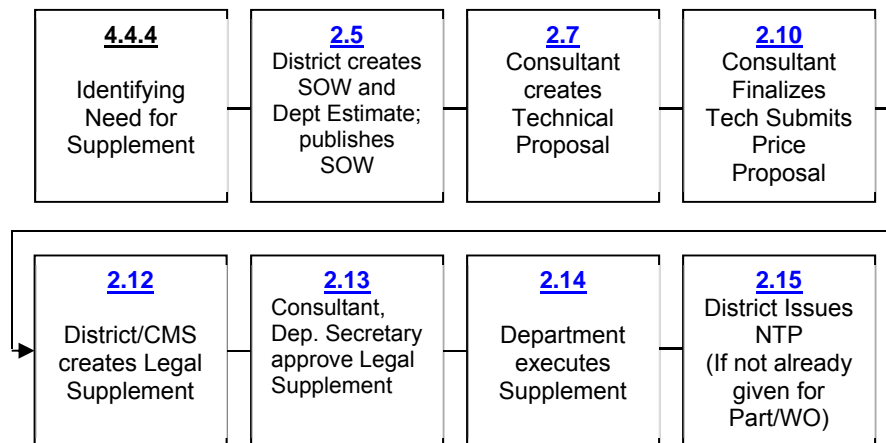 4.4.4
Identifying
Need for
Supplement
2.5
District creates
SOW and
Dept Estimate;
publishes
SOW
2.7
Consultant
creates
Technical
Proposal
2.10
Consultant
Finalizes
Tech Submits
Price
Proposal
2.12
District/CMS
creates Legal
Supplement
2.13
Consultant,
Dep. Secretary
approve Legal
Supplement
2.14
Department
executes
Supplement
2.15
District Issues
NTP
(If not already
given for
Part/WO)